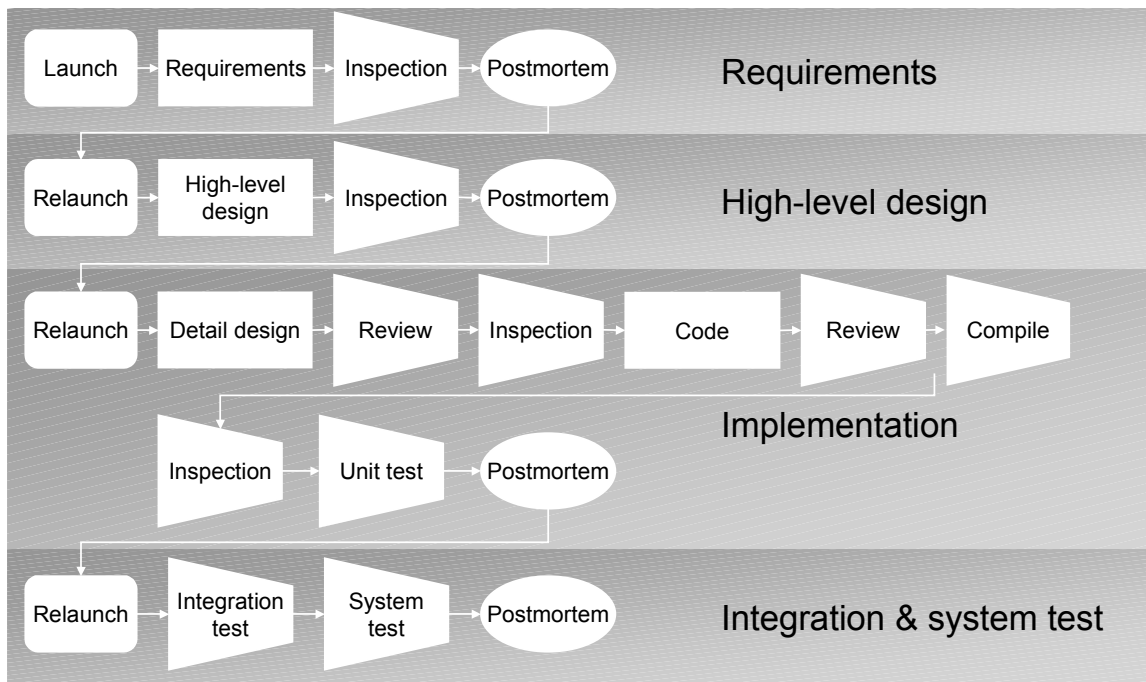 Launch
Requirements
Inspection
Postmortem
Requirements
Relaunch
High-level
design
Inspection
Postmortem
High-level design
Relaunch
Detail design
Review
Inspection
Code
Review
Compile
Implementation
Inspection
Unit test
Postmortem
Relaunch
Integration
test
System
test
Postmortem
Integration & system test